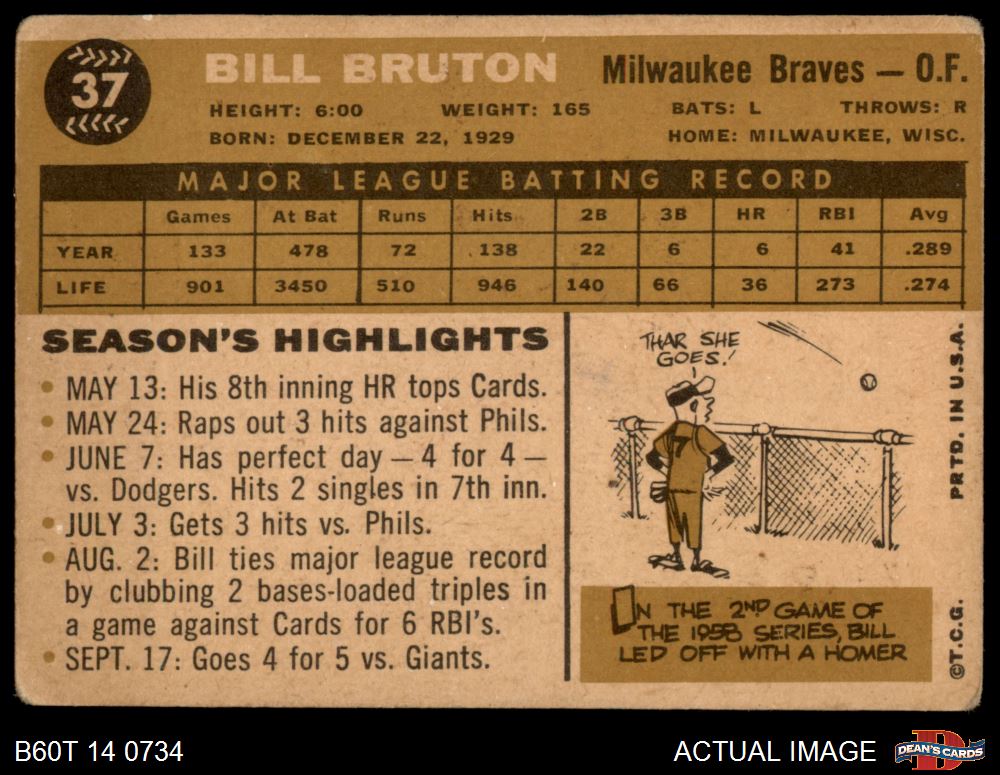 37
BILL BRUTON
Milwaukee Braves — O.F.
HEIGHT: 6:00 WEIGHT: 165 BATS: L THROWS: R
BORN: DECEMBER 22, 1929 HOME: MILWAUKEE, WISC.
MAJOR LEAGUE BATTING RECORD
Games At Bat Runs Hits 2B 3B HR RBI Avg
YEAR 133 478 72 138 22 6 6 41 .289
LIFE 901 3450 510 946 140 66 36 273 .274
SEASON'S HIGHLIGHTS
• MAY 13: His 8th inning HR tops Cards.
• MAY 24: Raps out 3 hits against Phils.
• JUNE 7: Has perfect day — 4 for 4 —
vs. Dodgers. Hits 2 singles in 7th inn.
• JULY 3: Gets 3 hits vs. Phils.
• AUG. 2: Bill ties major league record
by clubbing 2 bases-loaded triples in
a game against Cards for 6 RBI's.
• SEPT. 17: Goes 4 for 5 vs. Giants.
THAR SHE
GOES!
7
ON THE 2ND GAME OF
THE 1958 SERIES, BILL
LED OFF WITH A HOMER
PRTD. IN U.S.A.
©T.C.G.
B60T 14 0734
ACTUAL IMAGE
D
DEAN'S CARDS